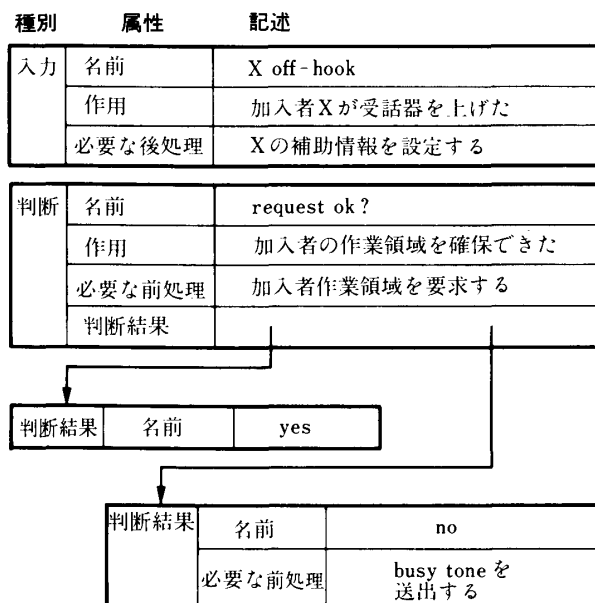 種別 属性 記述
入力 名前 X off-hook
作用 加入者Xが受話器を上げた
必要な後処理 Xの補助情報を設定する
判断 名前 request ok?
作用 加入者の作業領域を確保できた
必要な前処理 加入者作業領域を要求する
判断結果
判断結果 名前 yes
判断結果 名前 no
必要な前処理 busy toneを
送出する